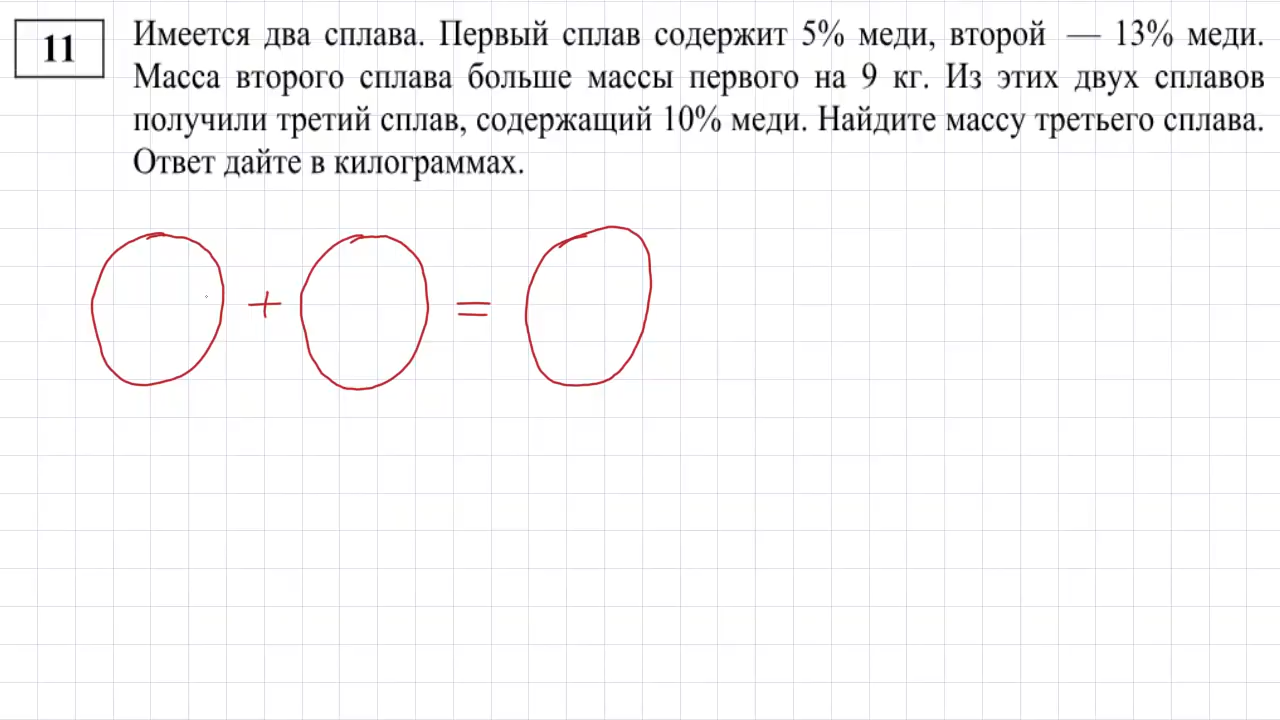 11
Имеется два сплава. Первый сплав содержит 5% меди, второй — 13% меди.
Масса второго сплава больше массы первого на 9 кг. Из этих двух сплавов
получили третий сплав, содержащий 10% меди. Найдите массу третьего сплава.
Ответ дайте в килограммах.
+ =